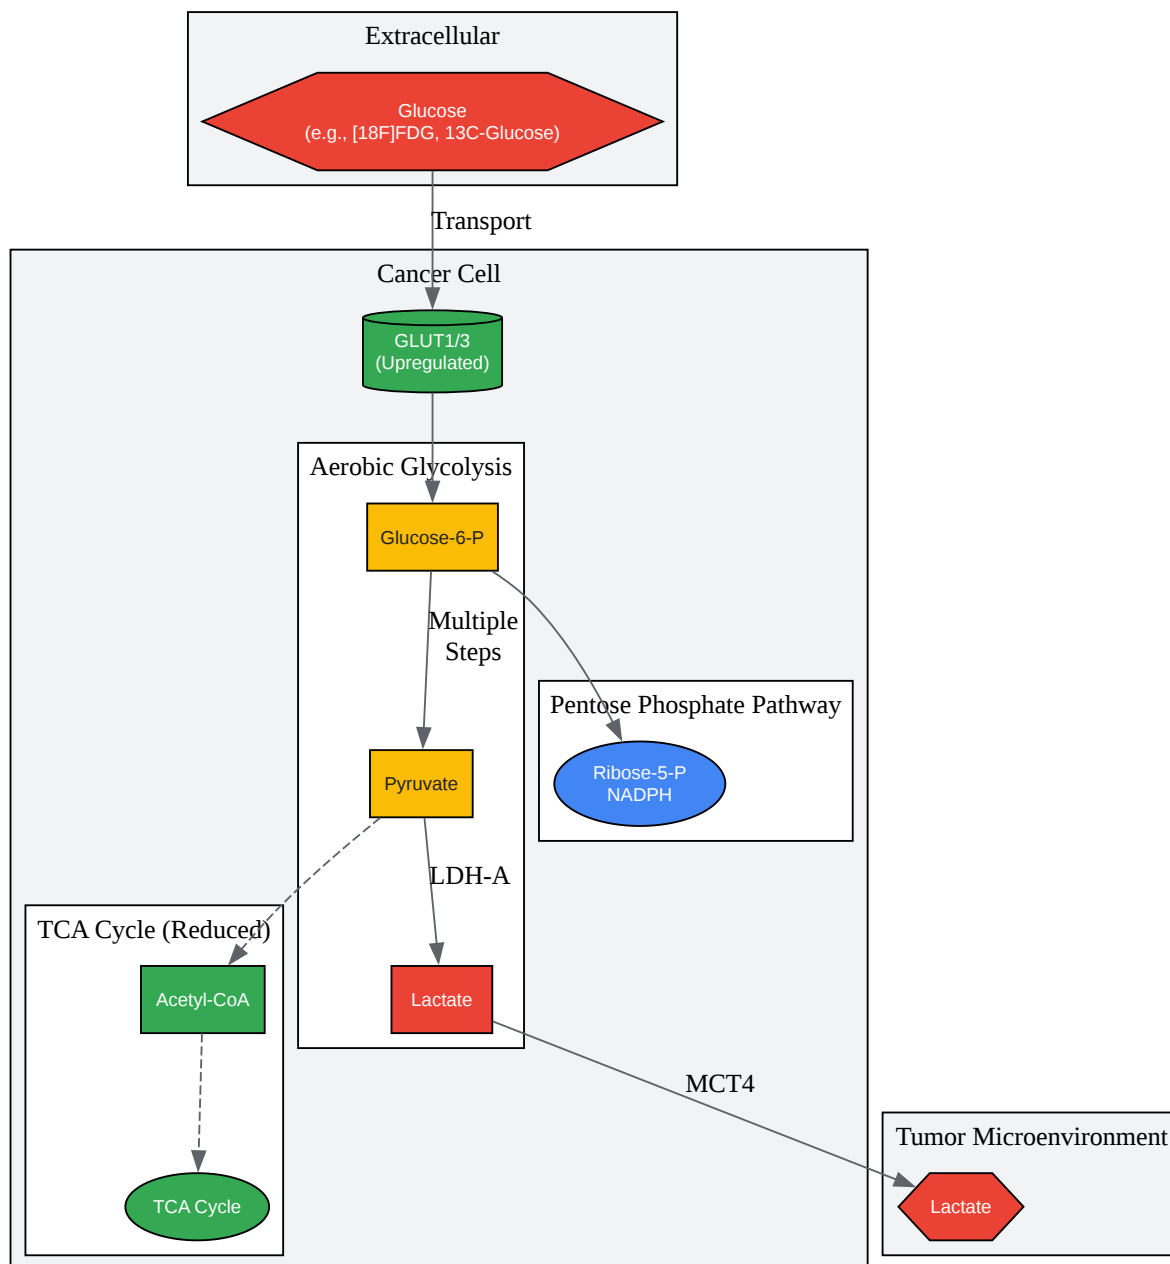 Extracellular
Glucose
(e.g., [18F]FDG, 13C-Glucose)
Transport
Cancer Cell
GLUT1/3
(Upregulated)
Aerobic Glycolysis
Glucose-6-P
Multiple
Steps
Pentose Phosphate Pathway
Ribose-5-P
NADPH
Pyruvate
LDH-A
TCA Cycle (Reduced)
Acetyl-CoA
Lactate
MCT4
Tumor Microenvironment
TCA Cycle
Lactate